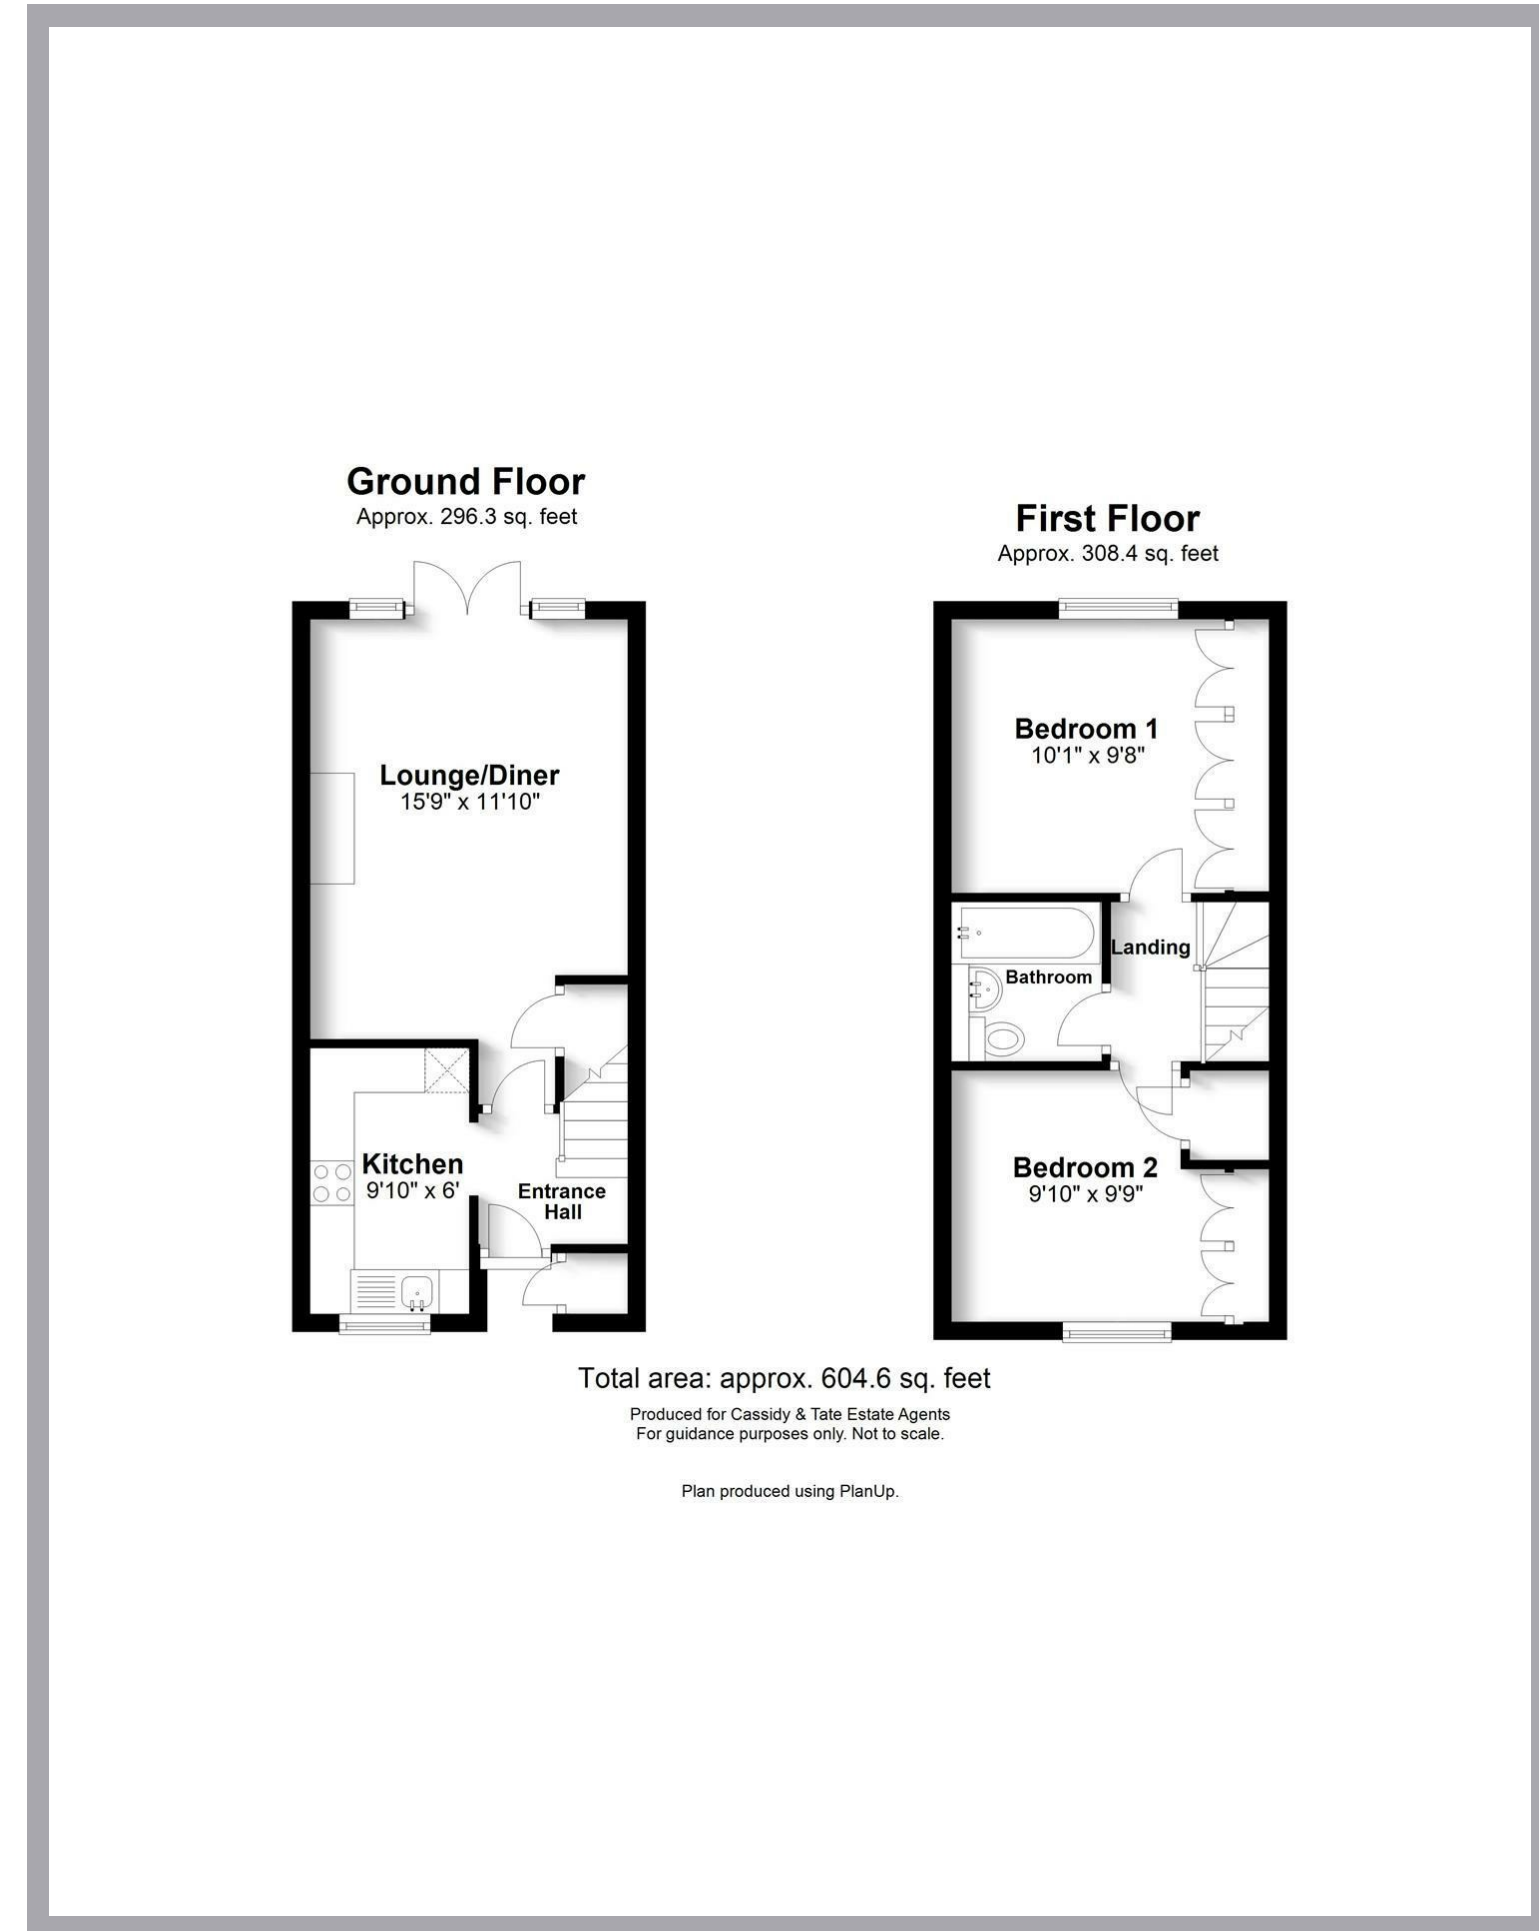 Ground Floor
Approx. 296.3 sq. feet
Lounge/Diner
15'9" x 11'10"
Kitchen
9'10" x 6'
Entrance
Hall
First Floor
Approx. 308.4 sq. feet
Bedroom 1
10'1" x 9'8"
Landing
Bathroom
Bedroom 2
9'10" x 9'9"
Total area: approx. 604.6 sq. feet
Produced for Cassidy & Tate Estate Agents
For guidance purposes only. Not to scale.
Plan produced using PlanUp.